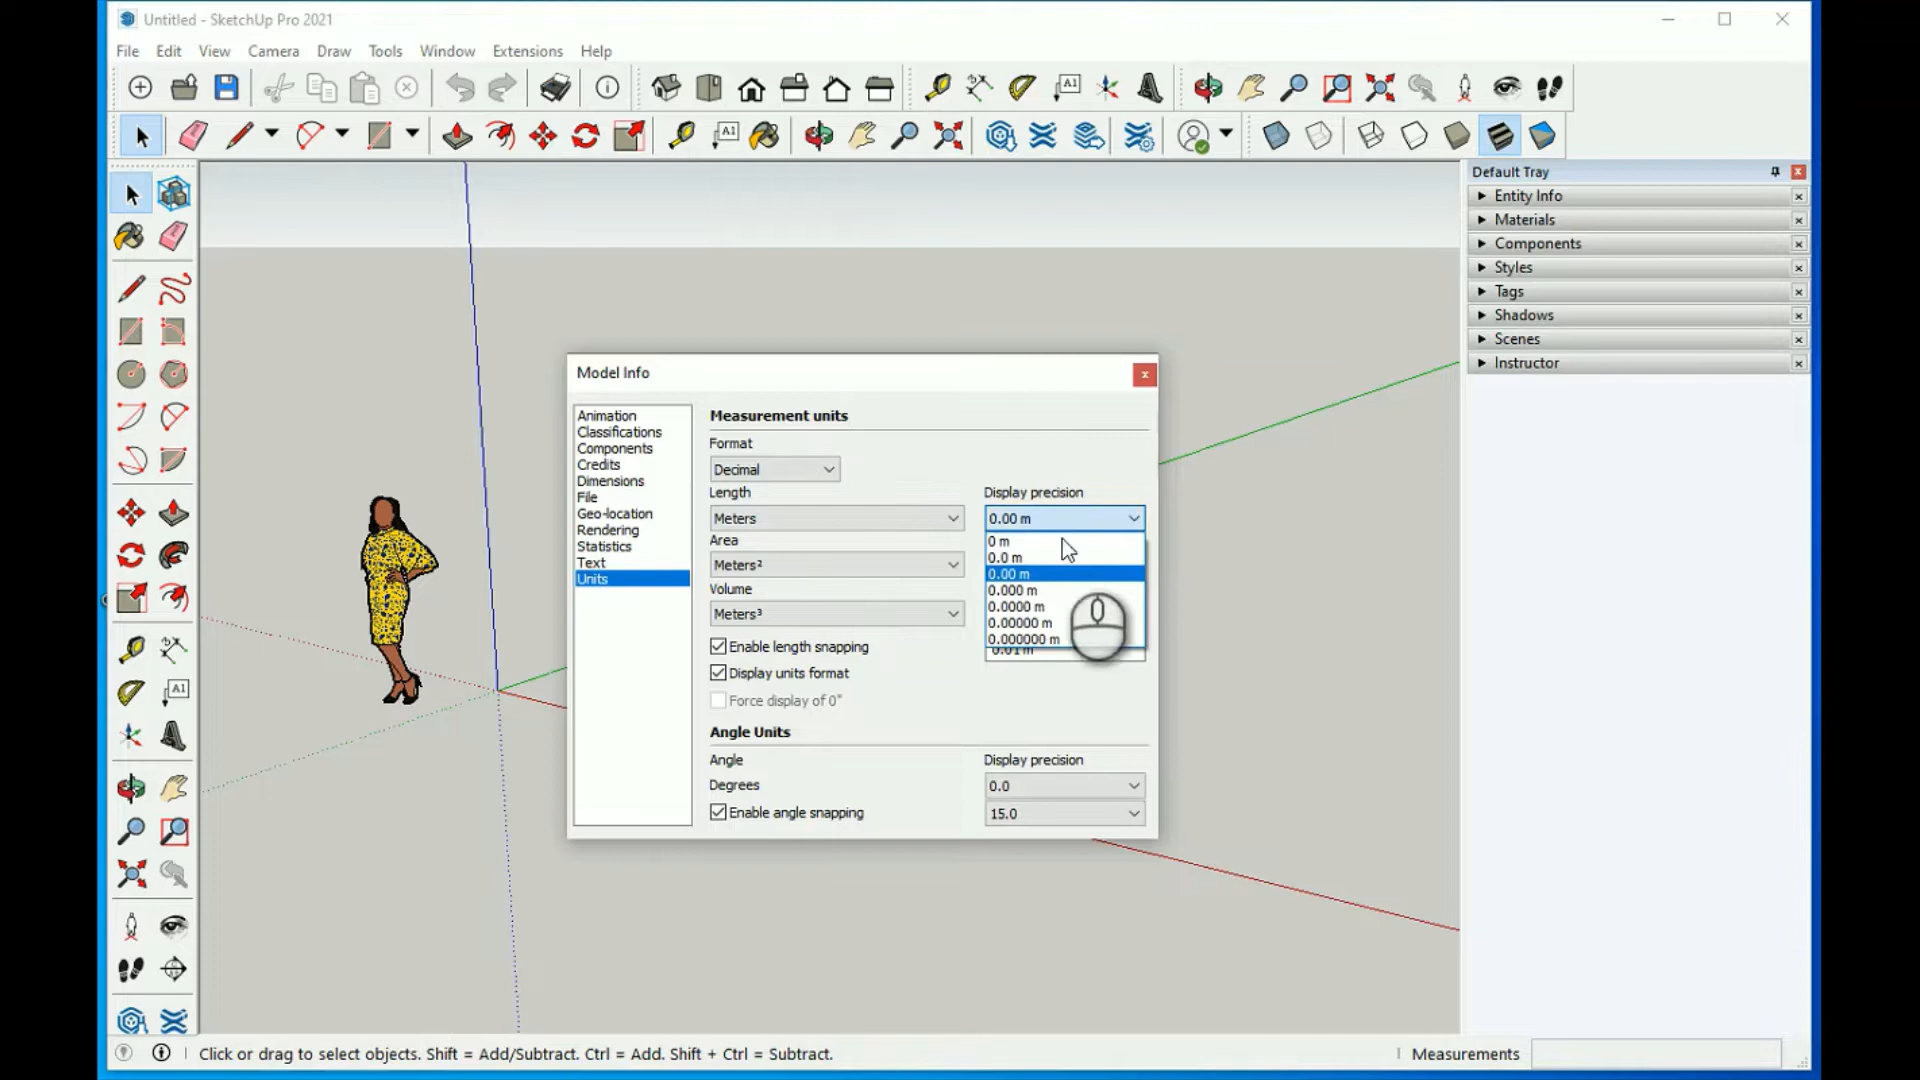 Untitled - SketchUp Pro 2021
File Edit View Camera Draw Tools Window Extensions Help
A1
A1
Default Tray
Entity Info
Materials
Components
Styles
Tags
Shadows
Scenes
Instructor
A1
Model Info
Animation
Classifications
Components
Credits
Dimensions
File
Geo-location
Rendering
Statistics
Text
Units
Measurement units
Format
Decimal
Length
Display precision
Meters
0.00 m
0 m
0.0 m
0.00 m
0.000 m
0.0000 m
0.00000 m
0.000000 m
0.01 m
Area
Meters²
Volume
Meters³
Enable length snapping
Display units format
Force display of 0"
Angle Units
Angle
Display precision
Degrees
0.0
Enable angle snapping
15.0
Click or drag to select objects. Shift = Add/Subtract. Ctrl = Add. Shift + Ctrl = Subtract.
Measurements